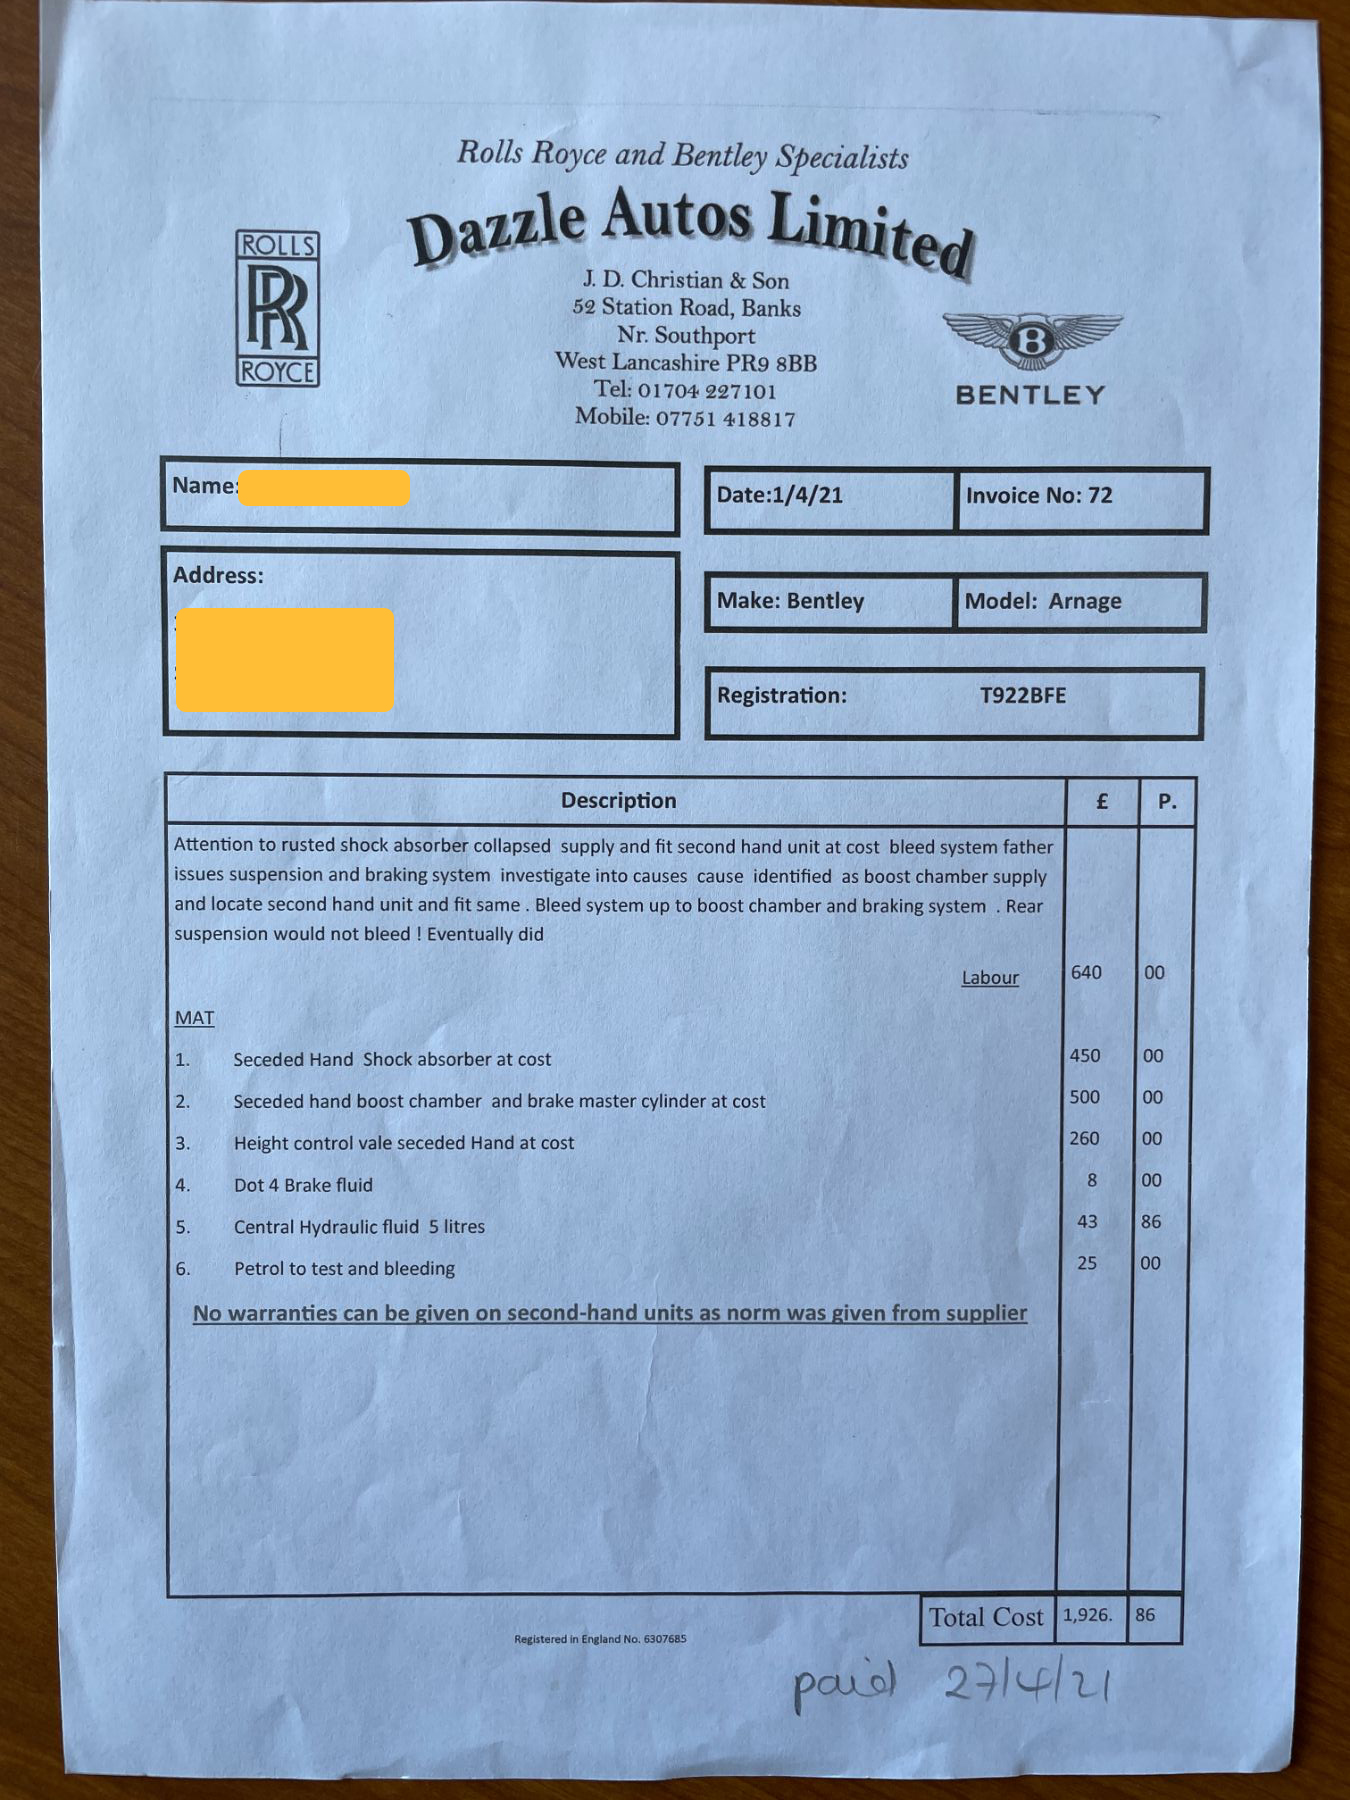 Rolls Royce and Bentley Specialists
Dazzle Autos Limited
ROLLS
RR
ROYCE
J. D. Christian & Son
52 Station Road, Banks
Nr. Southport
West Lancashire PR9 8BB
Tel: 01704 227101
Mobile: 07751 418817
B
BENTLEY
Name:
Date:1/4/21 Invoice No: 72
Address:
Make: Bentley Model: Arnage
Registration: T922BFE
Description £ P.
Attention to rusted shock absorber collapsed supply and fit second hand unit at cost bleed system father
issues suspension and braking system investigate into causes cause identified as boost chamber supply
and locate second hand unit and fit same . Bleed system up to boost chamber and braking system . Rear
suspension would not bleed ! Eventually did
Labour 640 00
MAT
1. Seceded Hand Shock absorber at cost 450 00
2. Seceded hand boost chamber and brake master cylinder at cost 500 00
3. Height control vale seceded Hand at cost 260 00
4. Dot 4 Brake fluid 8 00
5. Central Hydraulic fluid 5 litres 43 86
6. Petrol to test and bleeding 25 00
No warranties can be given on second-hand units as norm was given from supplier
Total Cost 1,926. 86
Registered in England No. 6307685
paid 27/4/21